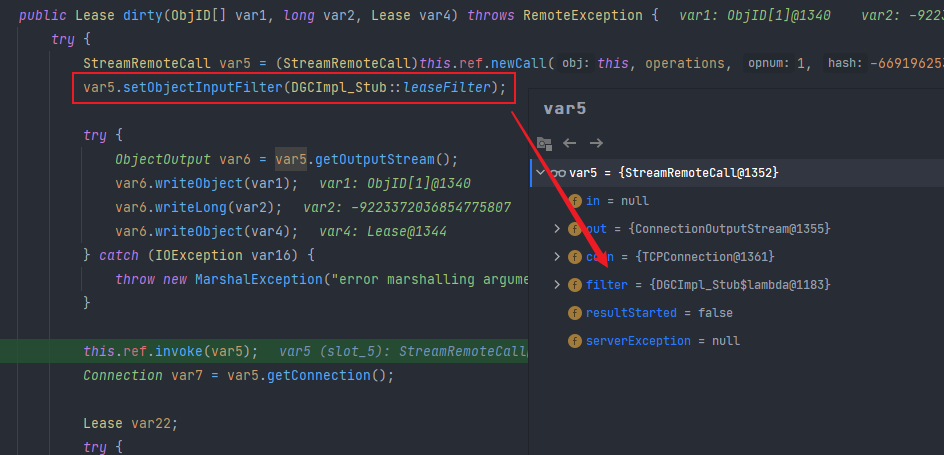 public Lease dirty(ObjID[] var1, long var2, Lease var4) throws RemoteException {   var1: ObjID[1]@1340    var2: -9223
try {
StreamRemoteCall var5 = (StreamRemoteCall)this.ref.newCall( obj: this, operations, opnum: 1, hash: -669196253
var5.setObjectInputFilter(DGCImpl_Stub::leaseFilter);
try {
ObjectOutput var6 = var5.getOutputStream();
var6.writeObject(var1);   var1: ObjID[1]@1340
var6.writeLong(var2);   var2: -9223372036854775807
var6.writeObject(var4);   var4: Lease@1344
} catch (IOException var16) {
throw new MarshalException("error marshalling argume
}
this.ref.invoke(var5);   var5 (slot_5): StreamRemoteCall
Connection var7 = var5.getConnection();
Lease var22;
try {
var5
var5 = {StreamRemoteCall@1352}
in = null
out = {ConnectionOutputStream@1355}
conn = {TCPConnection@1361}
filter = {DGCImpl_Stub$lambda@1183}
resultStarted = false
serverException = null